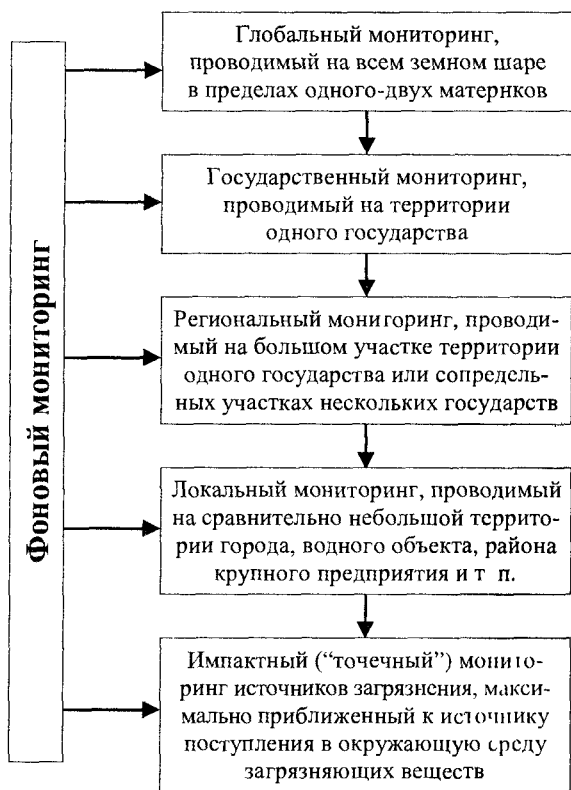 Фоновый мониторинг
Глобальный мониторинг,
проводимый на всем земном шаре
в пределах одного-двух материков
Государственный мониторинг,
проводимый на территории
одного государства
Региональный мониторинг, проводи-
мый на большом участке территории
одного государства или сопредель-
ных участках нескольких государств
Локальный мониторинг, проводимый
на сравнительно небольшой террито-
рии города, водного объекта, района
крупного предприятия и т п.
Импактный (“точечный”) монито-
ринг источников загрязнения, макси-
мально приближенный к источнику
поступления в окружающую среду
загрязняющих веществ